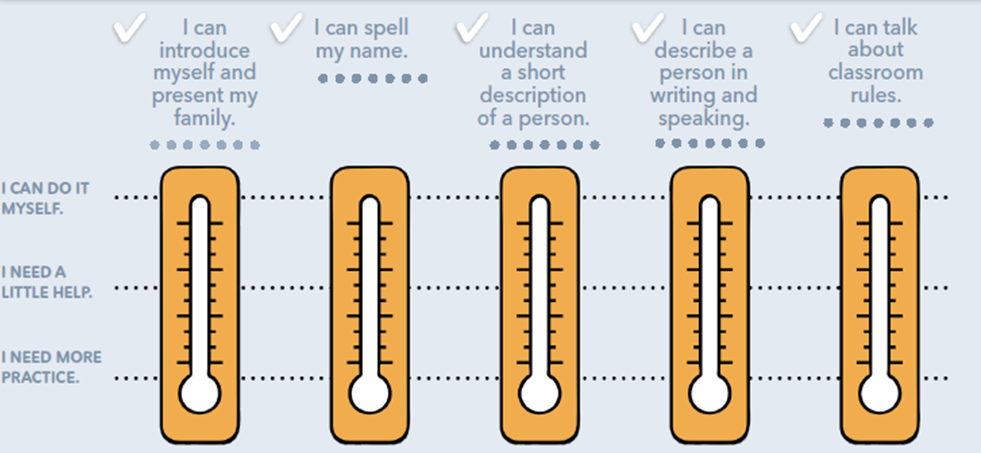 I can
introduce
myself and
present my
family.
I can spell
my name.
I can
understand
a short
description
of a person.
I can
describe a
person in
writing and
speaking.
I can talk
about
classroom
rules.
I CAN DO IT
MYSELF.
I NEED A
LITTLE HELP.
I NEED MORE
PRACTICE.